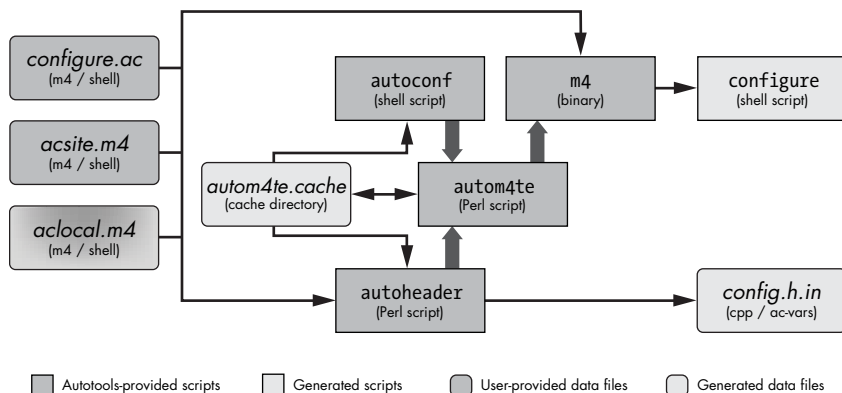 configure.ac
(m4 / shell)
acsite.m4
(m4 / shell)
aclocal.m4
(m4 / shell)
autoconf
(shell script)
m4
(binary)
configure
(shell script)
autom4te.cache
(cache directory)
autom4te
(Perl script)
autoheader
(Perl script)
config.h.in
(cpp / ac-vars)
Autotools-provided scripts
Generated scripts
User-provided data files
Generated data files